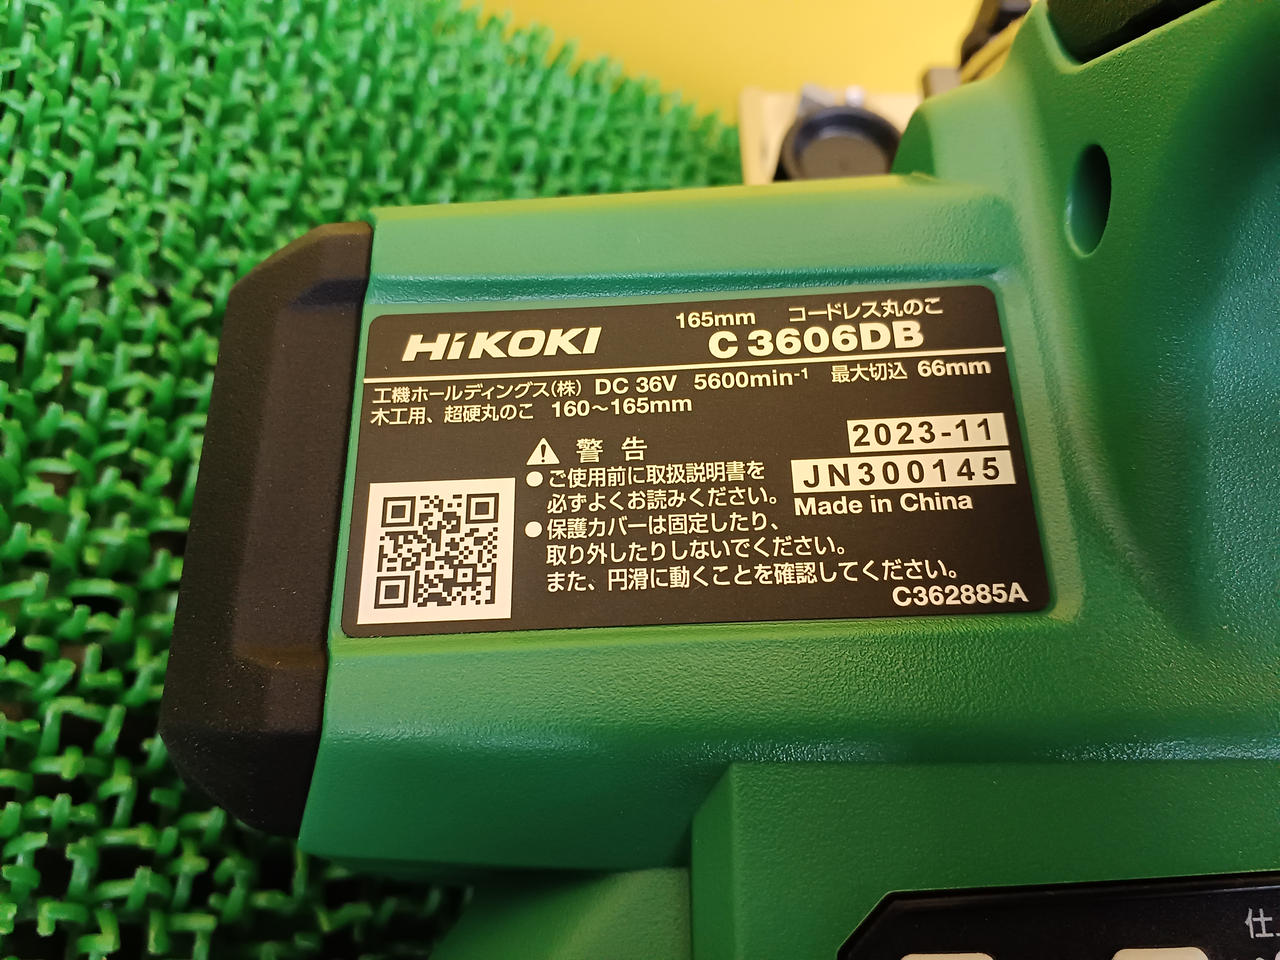 HiKOKI
165mm コードレス丸のこ
C 3606DB
工機ホールディングス(株) DC 36V 5600min⁻¹ 最大切込 66mm
木工用、超硬丸のこ 160～165mm
2023-11
JN300145
Made in China
警告
●ご使用前に取扱説明書を
必ずよくお読みください。
●保護カバーは固定したり、
取り外したりしないでください。
また、円滑に動くことを確認してください。
C362885A